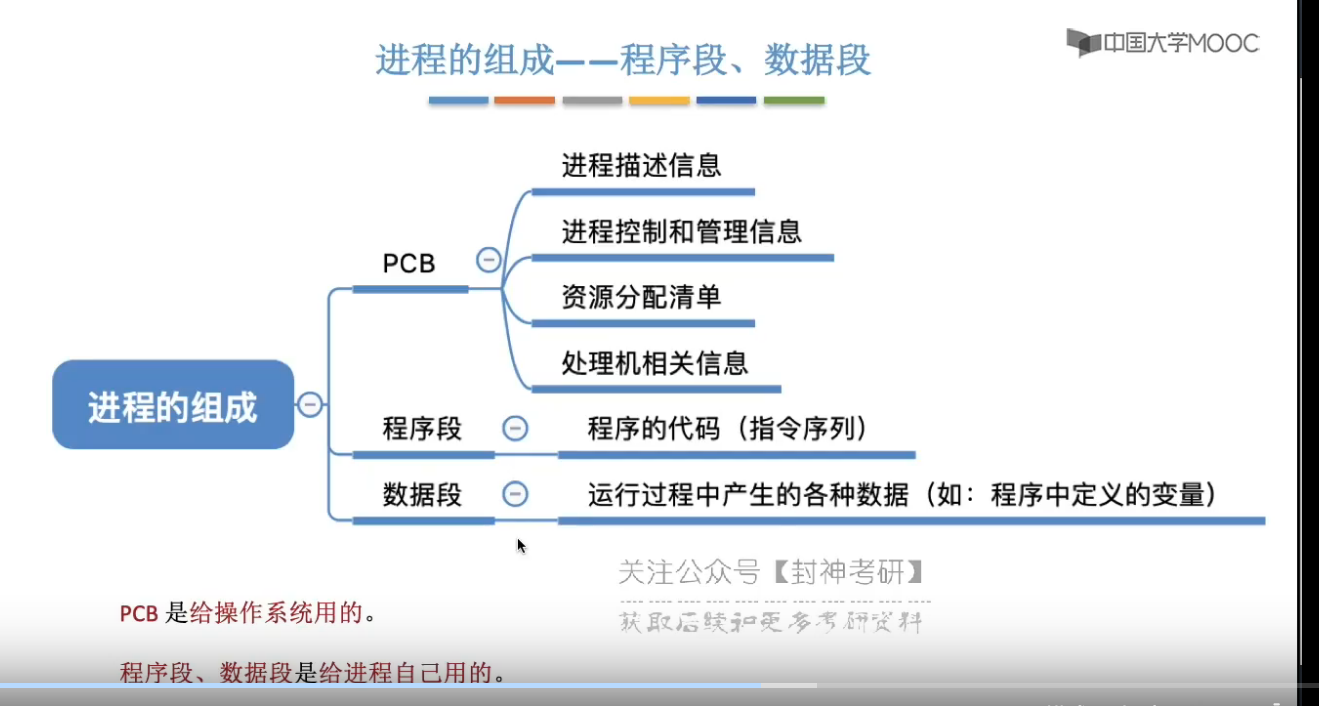 中国大学MOOC
进程的组成——程序段、数据段
进程描述信息
进程控制和管理信息
PCB
资源分配清单
处理机相关信息
进程的组成
程序段
程序的代码（指令序列）
数据段
运行过程中产生的各种数据（如：程序中定义的变量）
关注公众号【封神考研】
获取后续和更多考研资料
PCB 是给操作系统用的。
程序段、数据段是给进程自己用的。